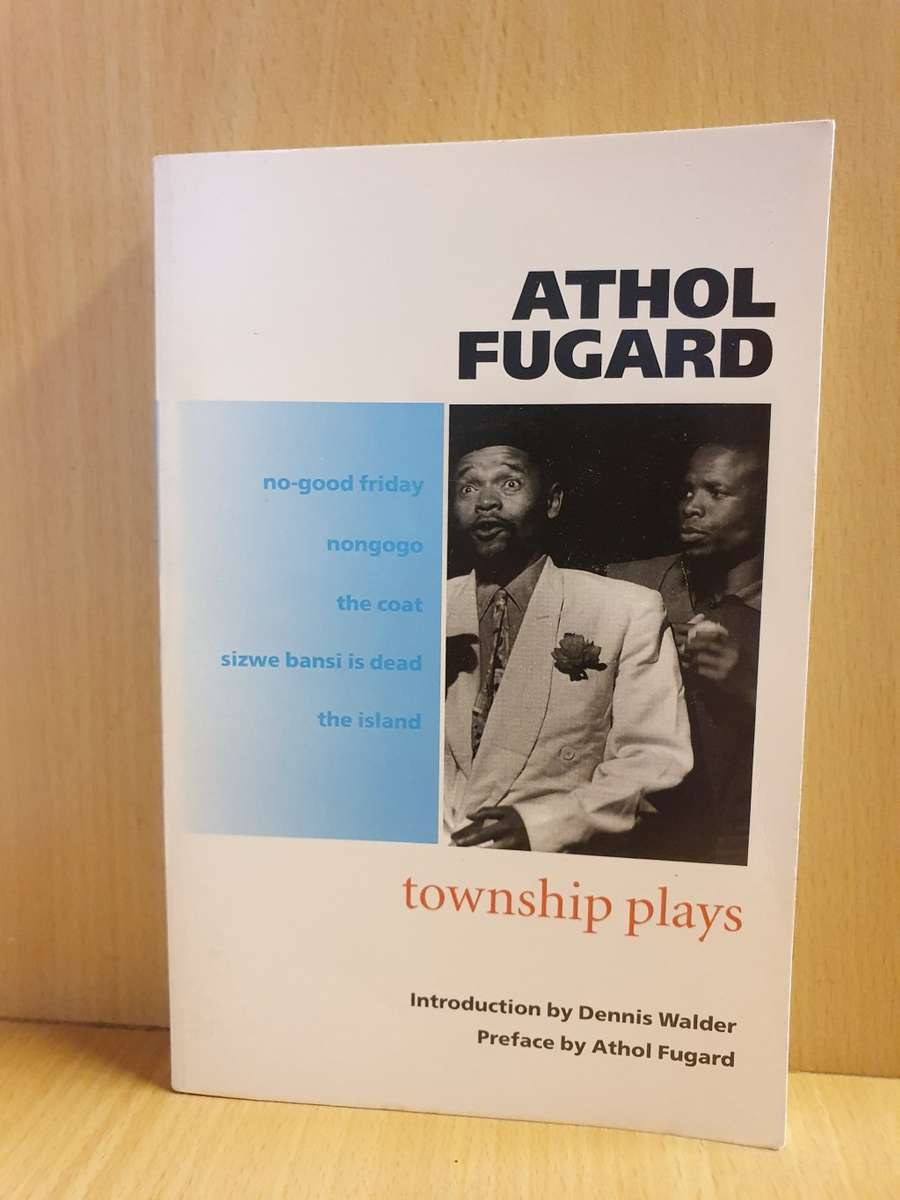 ATHOL
FUGARD
no-good friday
nongogo
the coat
sizwe bansi is dead
the island
township plays
Introduction by Dennis Walder
Preface by Athol Fugard